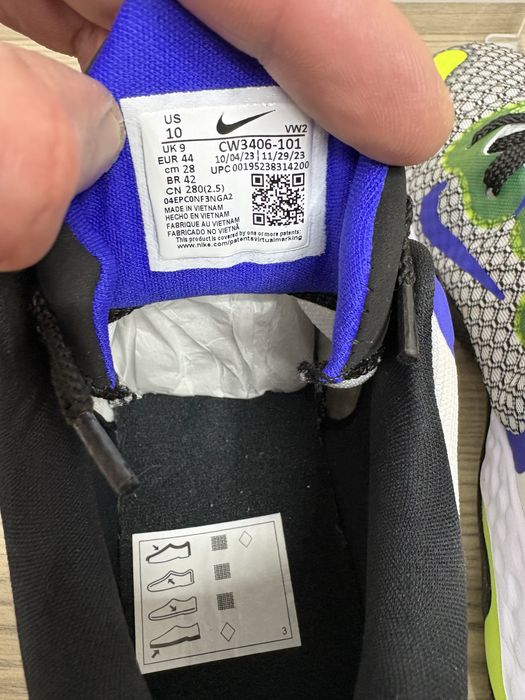 US
10
VW2
UK 9
CW3406-101
EUR 44
10/04/23 | 11/29/23
cm 28
UPC 00195238314200
BR 42
CN 280(2.5)
04EPC0NF3NGA2
MADE IN VIETNAM
HECHO EN VIETNAM
FABRIQUE AU VIETNAM
FABRICADO NO VIETNÃ
This product is covered by one or more patents:
www.nike.com/patentsvirtualmarking
3